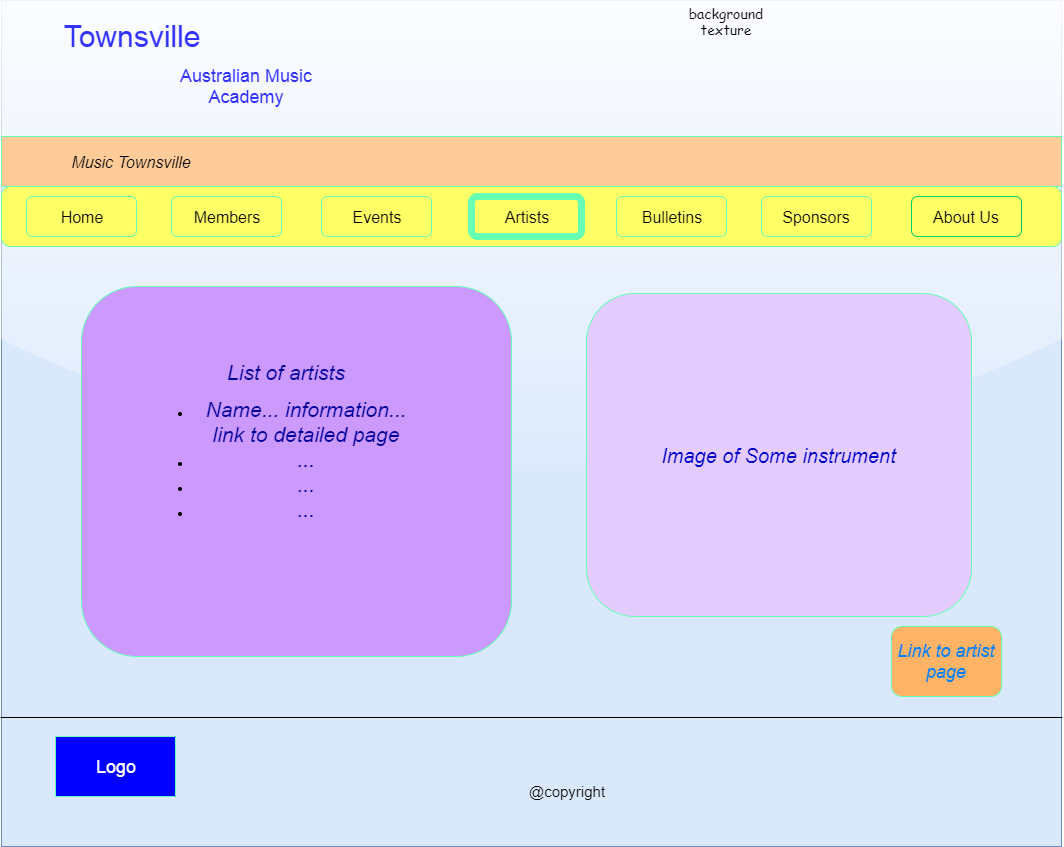 Townsville
background
texture
Australian Music
Academy
Music Townsville
Home
Members
Events
Artists
Bulletins
Sponsors
About Us
List of artists
Name... information...
link to detailed page
...
...
...
Image of Some instrument
Link to artist
page
Logo
@copyright